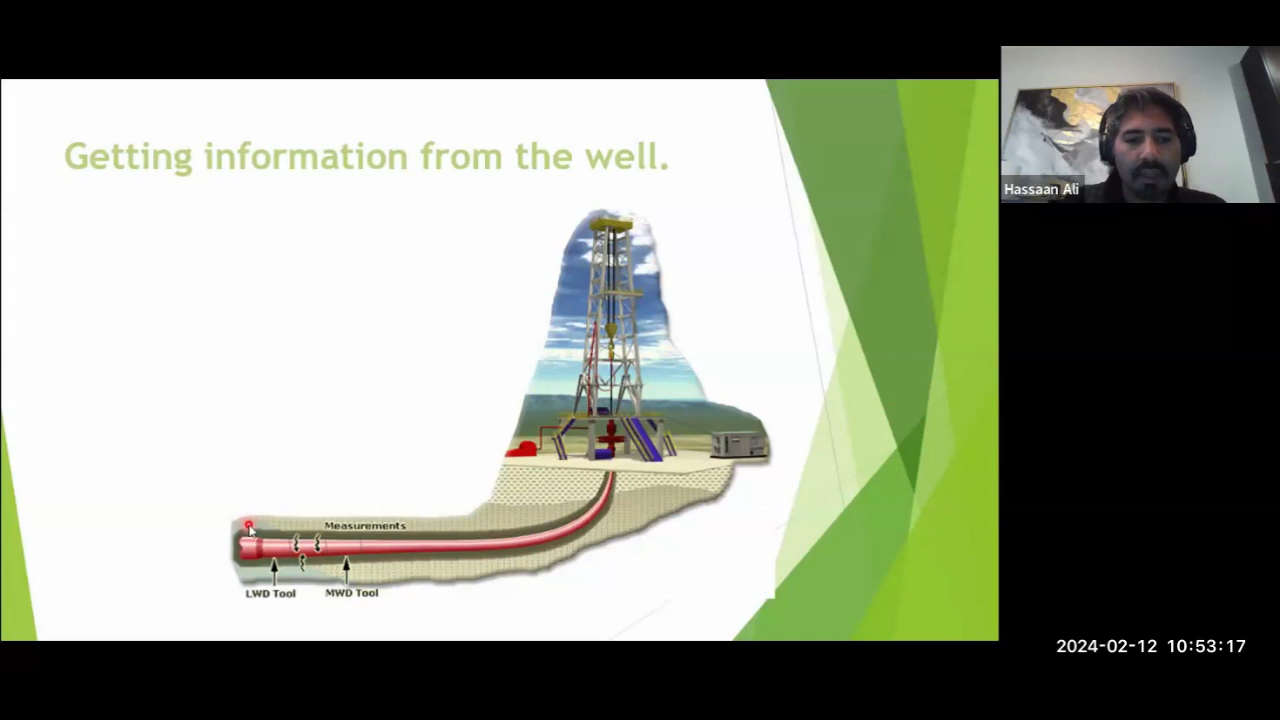 Getting information from the well.
Hassaan Ali
Measurements
LWD Tool
MWD Tool
2024-02-12 10:53:17